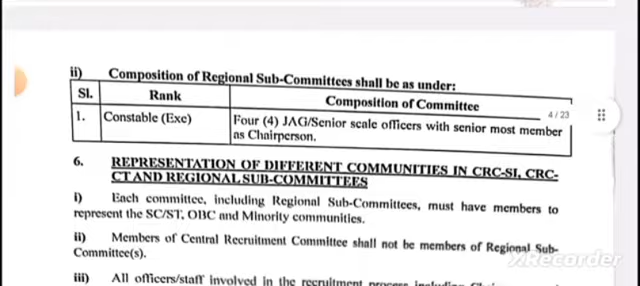 ii) Composition of Regional Sub-Committees shall be as under:
Sl. Rank Composition of Committee
4/23
1. Constable (Exe) Four (4) JAG/Senior scale officers with senior most member
as Chairperson.
6. REPRESENTATION OF DIFFERENT COMMUNITIES IN CRC-SI, CRC-
CT AND REGIONAL SUB-COMMITTEES
i) Each committee, including Regional Sub-Committees, must have members to
represent the SC/ST, OBC and Minority communities.
ii) Members of Central Recruitment Committee shall not be members of Regional Sub-
Committee(s).
XRecorder
iii) All officers/staff involved in the recruitment process including